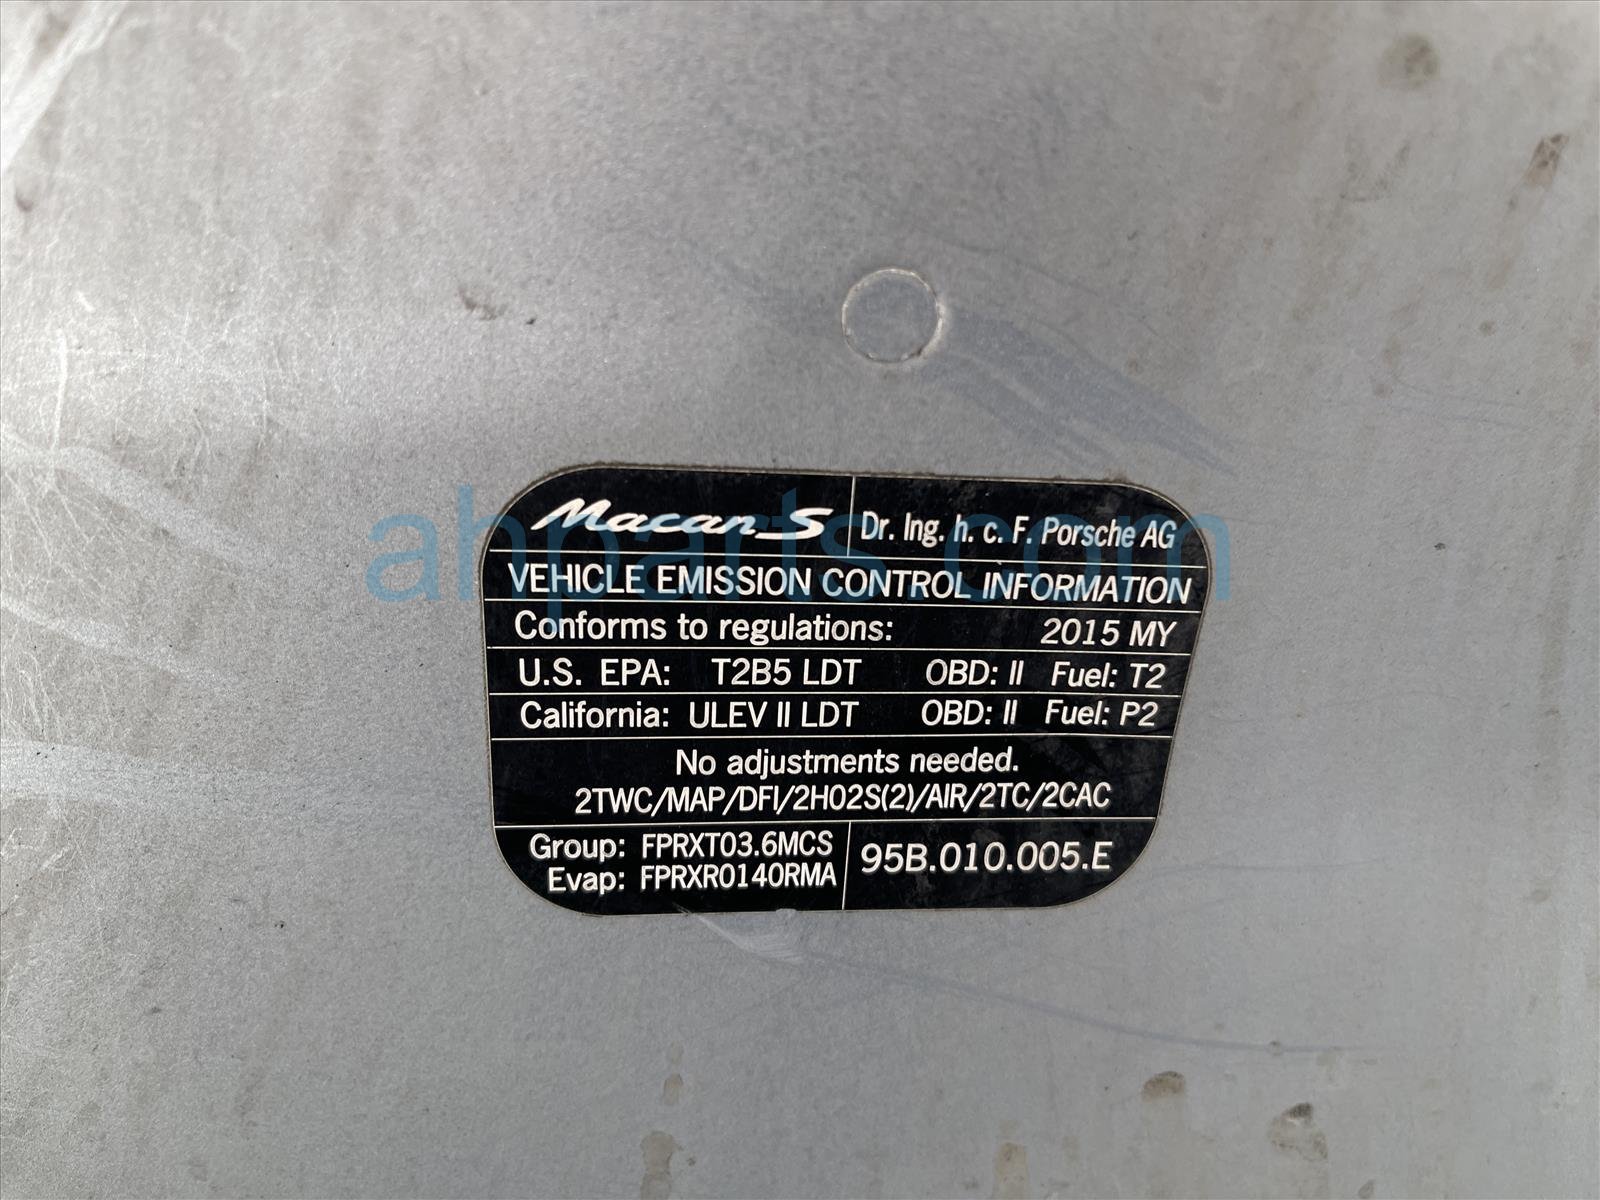 Macan S Dr. Ing. h. c. F. Porsche AG
VEHICLE EMISSION CONTROL INFORMATION
Conforms to regulations: 2015 MY
U.S. EPA: T2B5 LDT OBD: II Fuel: T2
California: ULEV II LDT OBD: II Fuel: P2
No adjustments needed.
2TWC/MAP/DFI/2HO2S(2)/AIR/2TC/2CAC
Group: FPRXT03.6MCS
Evap: FPRXR0140RMA
95B.010.005.E
ahparts.com